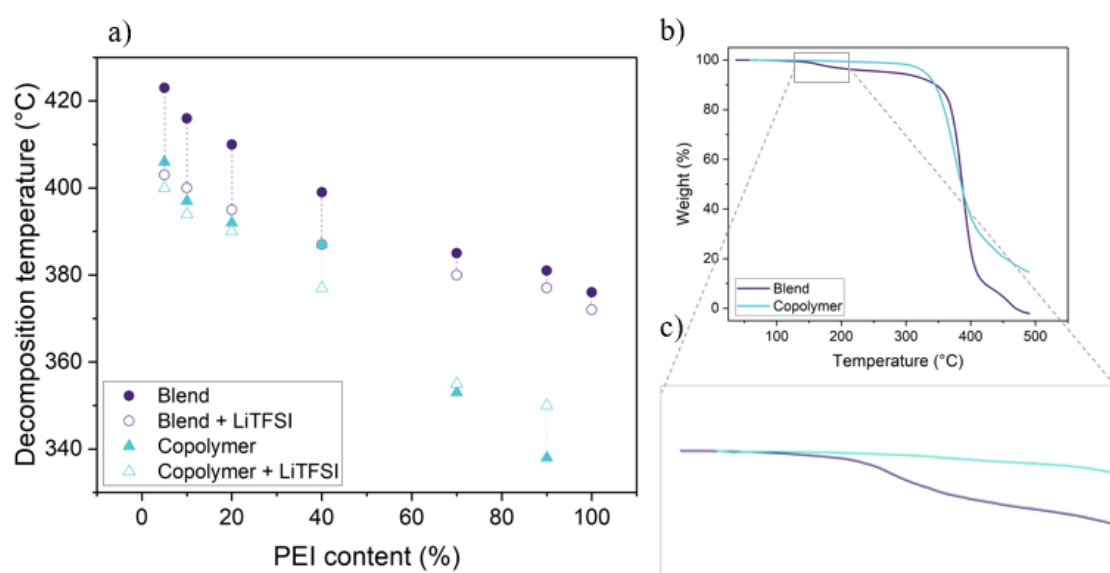 a)
Decomposition temperature (°C)
420
400
380
360
340
0
20
40
60
80
100
PEI content (%)
Blend
Blend + LiTFSI
Copolymer
Copolymer + LiTFSI
b)
Weight (%)
100
80
60
40
20
0
0
100
200
300
400
500
Temperature (°C)
Blend
Copolymer
c)